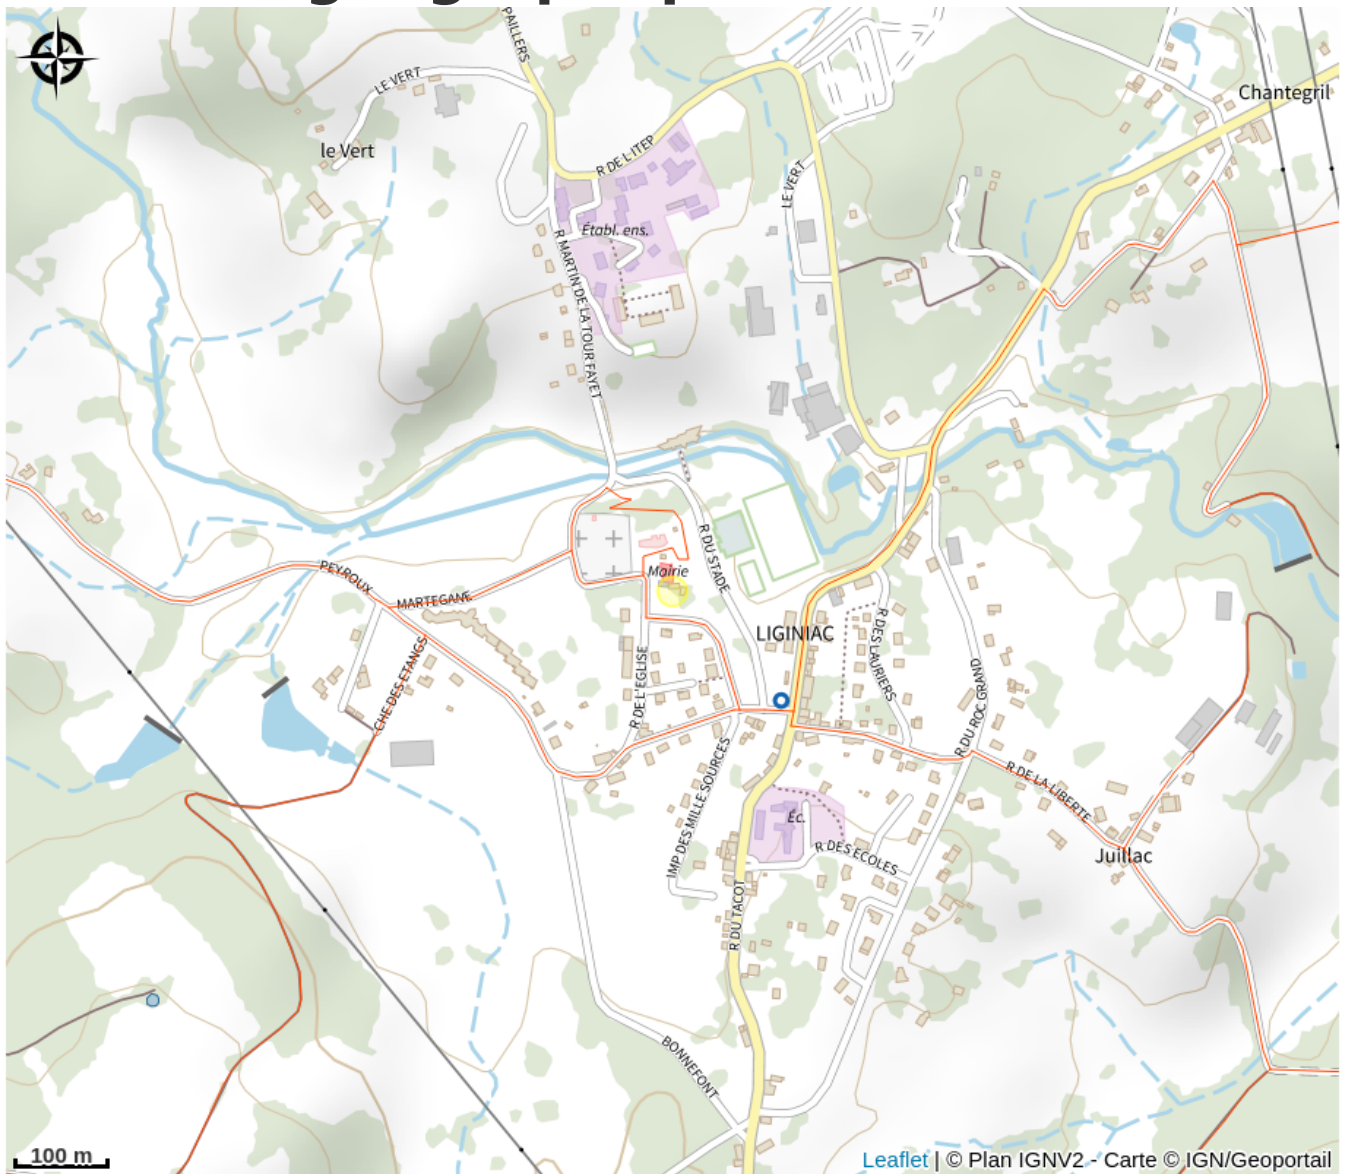 PAILLERS
LE VERT
Chantegril
le Vert
R DE L'ITEP
LE VERT
Établ. ens.
R MARTIN DE LA TOUR FAYET
R DU STADE
PEYROUX
Mairie
MARTEGANE
LIGINIAC
R DES LAURIERS
CHE DES ETANGS
R DE L'EGLISE
R DU ROC GRAND
IMP DES MILLE SOURCES
R DE LA LIBERTE
Éc.
R DES ECOLES
Juillac
R DU TACOT
BONNEFONT
100 m
Leaflet | © Plan IGNV2 - Carte © IGN/Geoportail